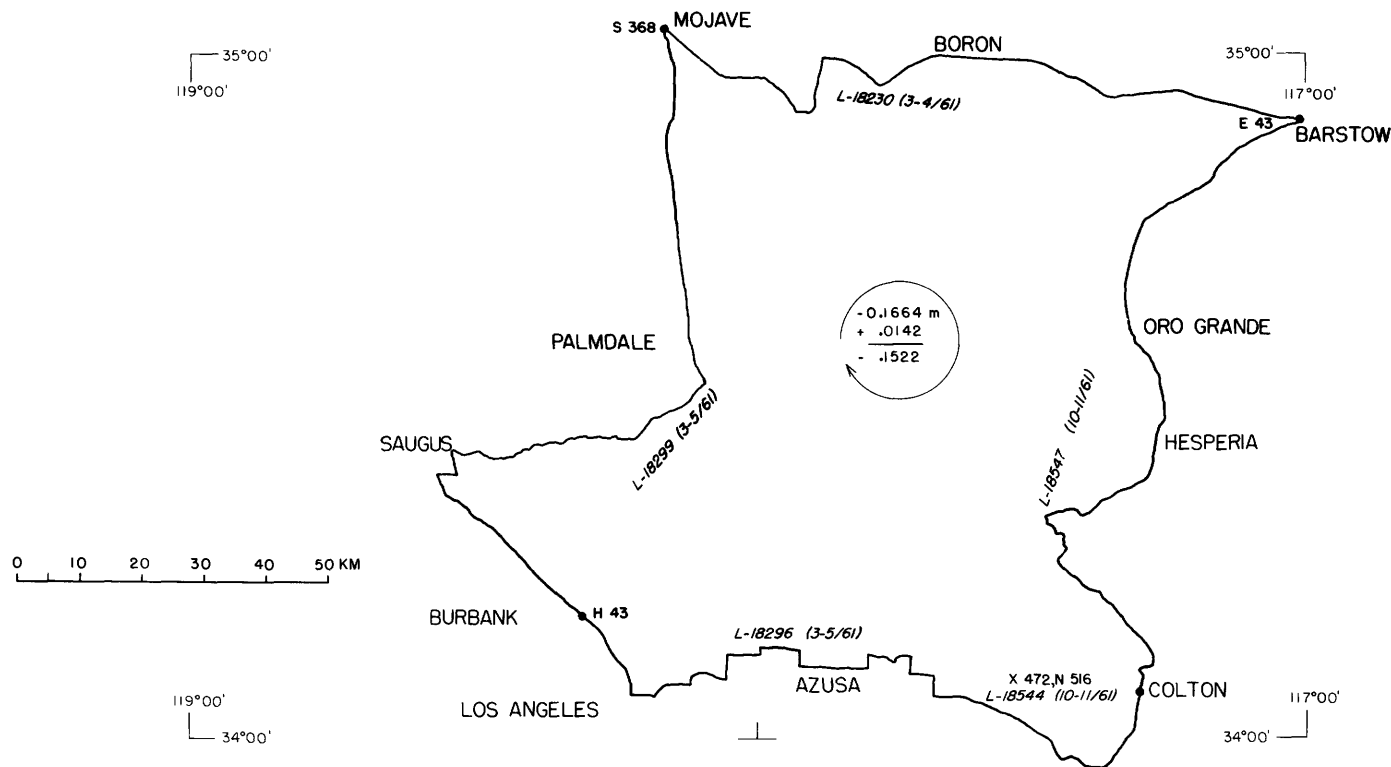 S 368
MOJAVE
35°00'
119°00'
BORON
35°00'
117°00'
L-18230 (3-4/61)
E 43
BARSTOW
-0.1664 m
+ .0142
- .1522
PALMDALE
ORO GRANDE
L-18299 (3-5/61)
L-18547 (10-11/61)
SAUGUS
HESPERIA
0 10 20 30 40 50 KM
BURBANK
H 43
L-18296 (3-5/61)
AZUSA
X 472,N 516
L-18544 (10-11/61)
COLTON
LOS ANGELES
119°00'
34°00'
117°00'
34°00'